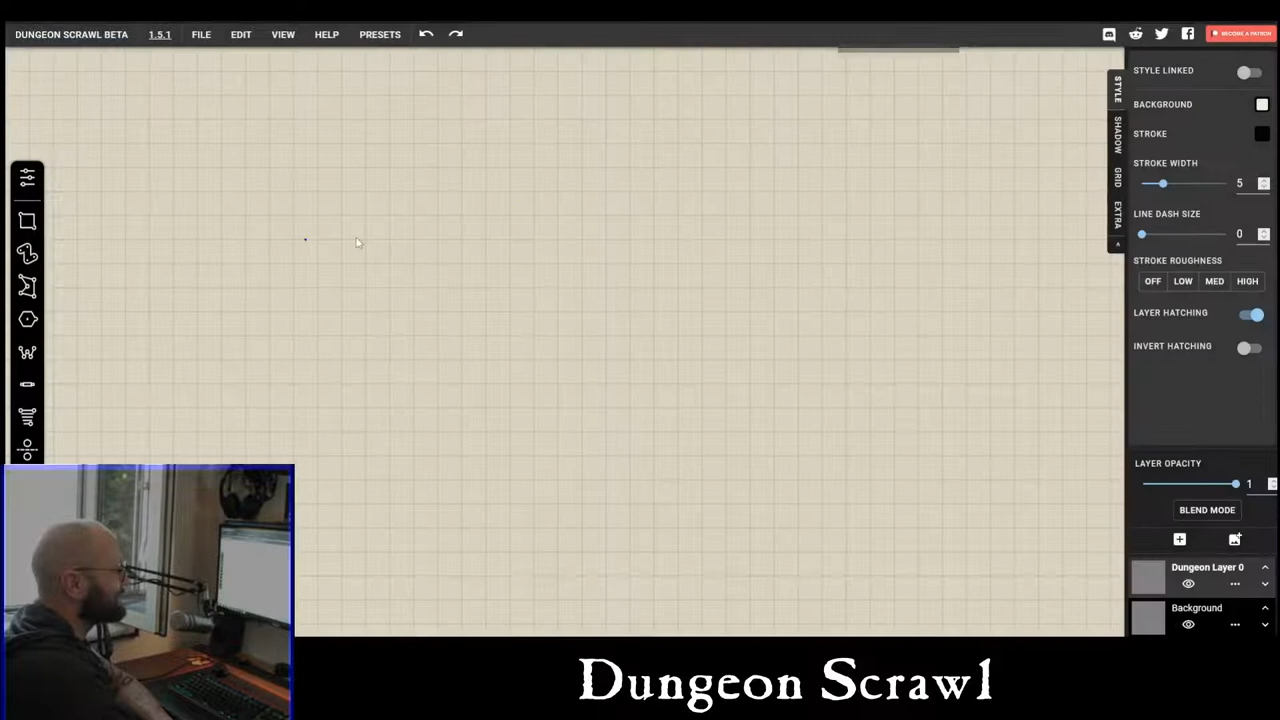 DUNGEON SCRAWL BETA 1.5.1 FILE EDIT VIEW HELP PRESETS
BECOME A PATRON
STYLE
SHADOW
GRID
EXTRA
STYLE LINKED
BACKGROUND
STROKE
STROKE WIDTH
5
LINE DASH SIZE
0
STROKE ROUGHNESS
OFF LOW MED HIGH
LAYER HATCHING
INVERT HATCHING
LAYER OPACITY
1
BLEND MODE
Dungeon Layer 0
Background
Dungeon Scrawl